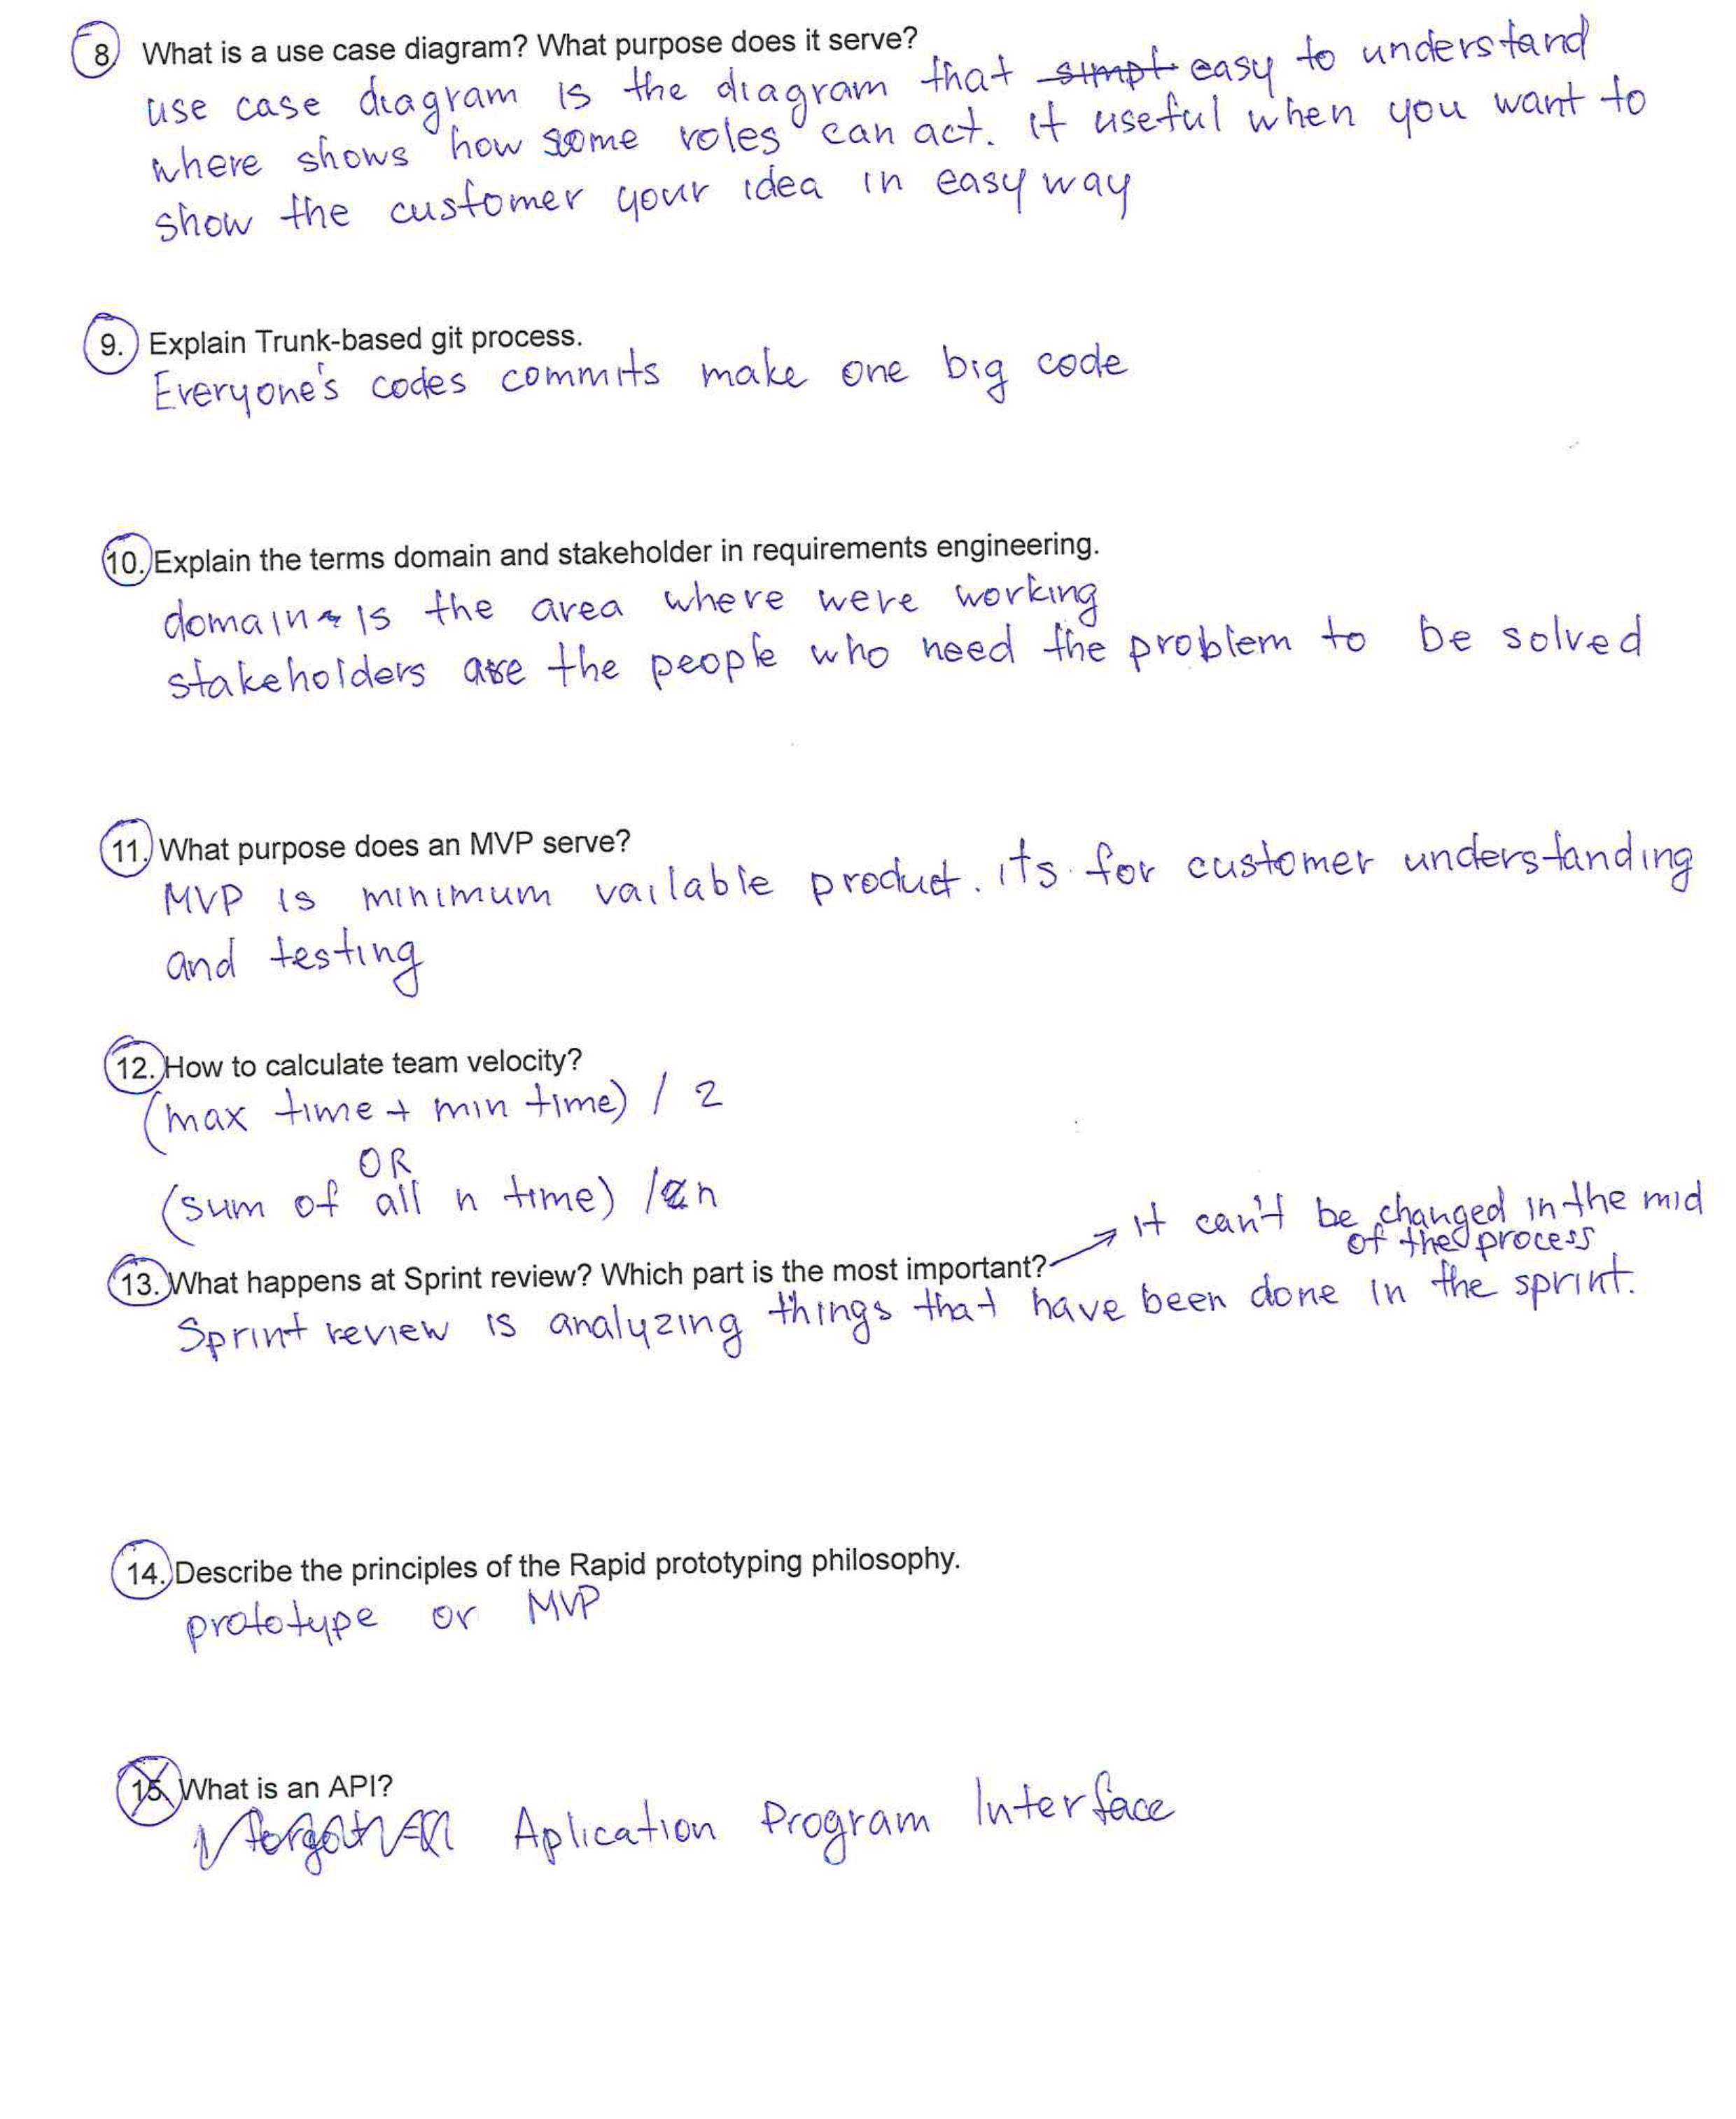 8. What is a use case diagram? What purpose does it serve?
use case diagram is the diagram that easy to understand
where shows how some roles can act. it useful when you want to
show the customer your idea in easy way
9. Explain Trunk-based git process.
Everyone's codes commits make one big code
10. Explain the terms domain and stakeholder in requirements engineering.
domain is the area where were working
stakeholders are the people who need the problem to be solved
11. What purpose does an MVP serve?
MVP is minimum vailable product. its for customer understanding
and testing
12. How to calculate team velocity?
(max time + min time) / 2
OR
(sum of all n time) / n
13. What happens at Sprint review? Which part is the most important? → it can't be changed in the mid
of the process
Sprint review is analyzing things that have been done in the sprint.
14. Describe the principles of the Rapid prototyping philosophy.
prototype or MVP
15. What is an API?
Aplication Program Interface